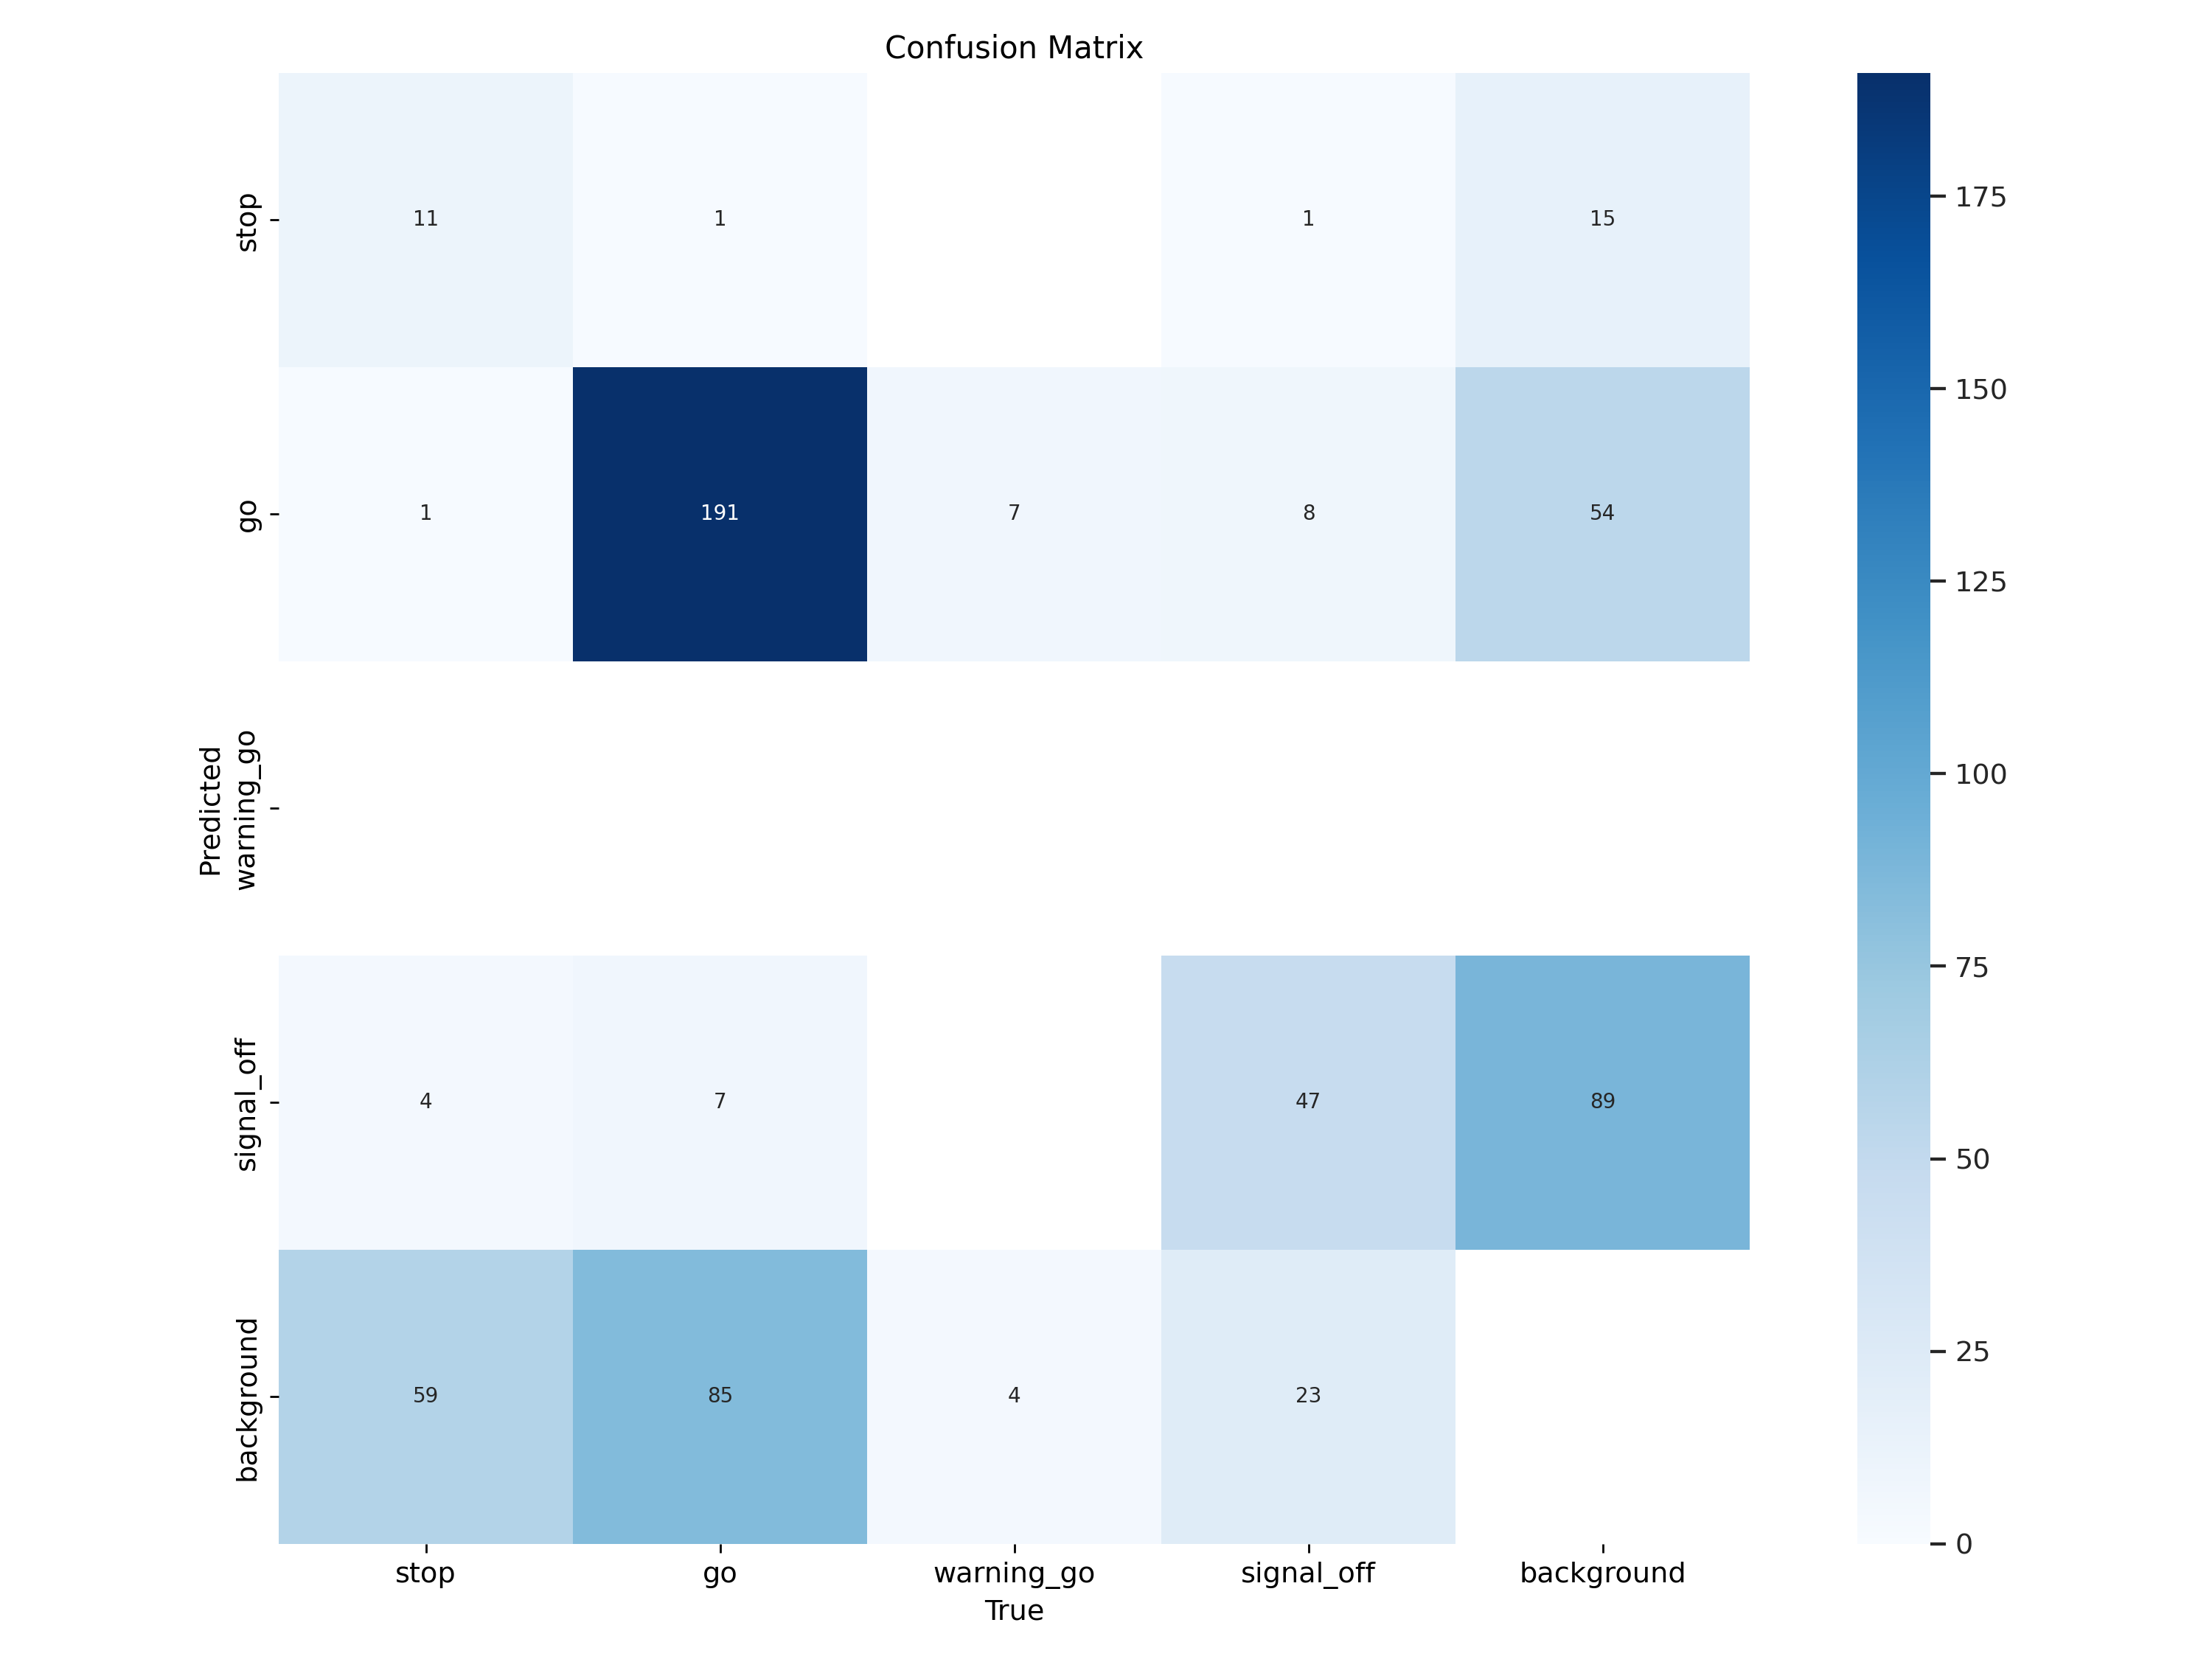 Confusion Matrix
stop
11
1
1
15
175
150
go
1
191
7
8
54
125
Predicted
warning_go
100
75
signal_off
4
7
47
89
50
25
background
59
85
4
23
0
stop
go
warning_go
signal_off
background
True